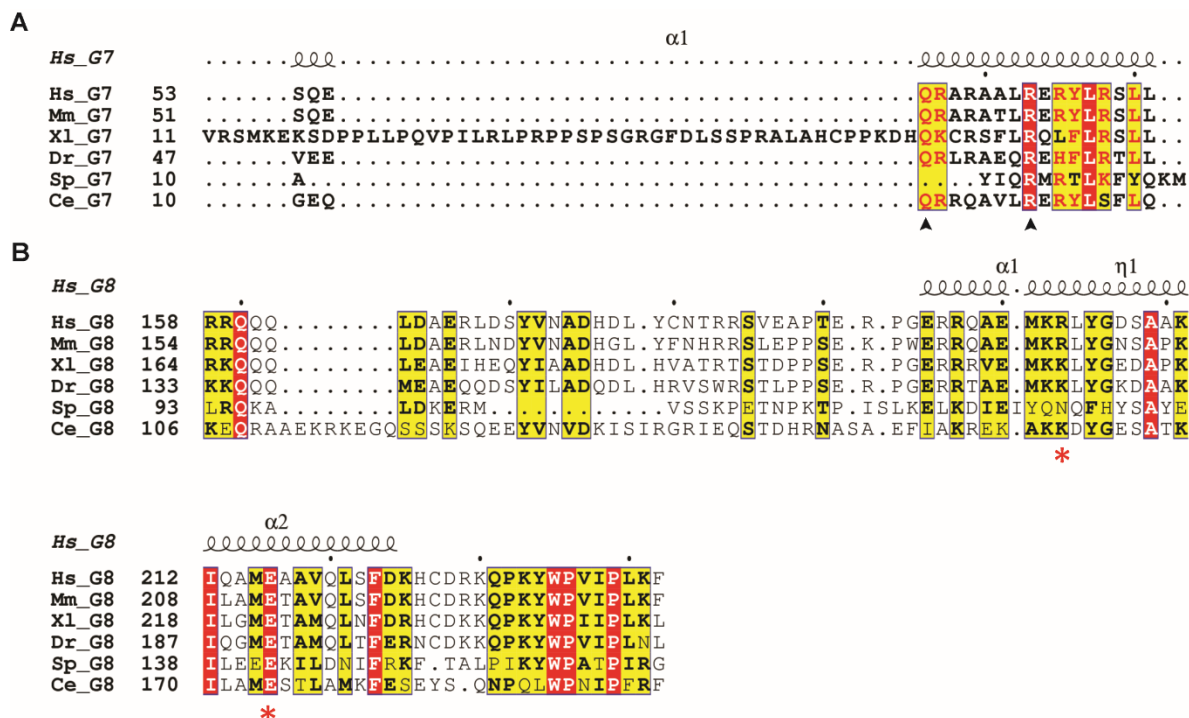 A
α1
Hs_G7
Hs_G7 53 ......SQE.......................................QRARAALRERYLRSLL..
Mm_G7 51 ......SQE.......................................QRARATLRERYLRSLL..
Xl_G7 11 VRSMKEKSDPPLLPQVPILRLPRPPSPSGRGFDLSSPRALAHCPPKDHQKCRSFLRQLFLRSLL..
Dr_G7 47 ......VEE.......................................QRLRAEQREHFLRTLL..
Sp_G7 10 ......A.............................................YIQRMRTLKFYQKM
Ce_G7 10 ......GEQ.......................................QRRQAVLRERYLSFLQ..
B
Hs_G8 α1 η1
Hs_G8 158 RRQQQ........LDAERLDSYVNADHDL.YCNTRRSVEAPTE.R.PGERRQAE.MKRLYGDSAAK
Mm_G8 154 RRQQQ........LDAERLNDYVNADHGL.YFNHRRSLEPPSE.K.PWERRQAE.MKRLYGNSAPK
Xl_G8 164 RKQQQ........LEAEIHEQYIAADHDL.HVATRTSTDPPSE.R.PGERRRVE.MKRLYGEDAPK
Dr_G8 133 KKQQQ........MEAEQQDSYILADQDL.HRVSWRSTLPPSE.R.PGERRTAE.MKKLYGKDAAK
Sp_G8 93 LRQKA........LDKERM............VSSKPETNPKTP.ISLKELKDIEIYQNQFHYSAYE
Ce_G8 106 KEQRAAEKRKEGQSSSKSQEEYVNVDKISIRGRIEQSTDHRNASA.EFIAKREK.AKKDYGESATK
*
α2
Hs_G8
Hs_G8 212 IQAMEAAVQLSFDKHCDRKQPKYWPVIPLKF
Mm_G8 208 ILAMETAVQLSFDKHCDRKQPKYWPVIPLKF
Xl_G8 218 ILGMETAMQLNFDRHCDKKQPKYWPIIPLKL
Dr_G8 187 IQGMETAMQLTFERNCDKKQPKYWPVIPLNL
Sp_G8 138 ILEEEKILDNIFRKF.TALPIKYWPATPIRG
Ce_G8 170 ILAMESTLAMKFESEYS.QNPQLWPNIPFRF
*